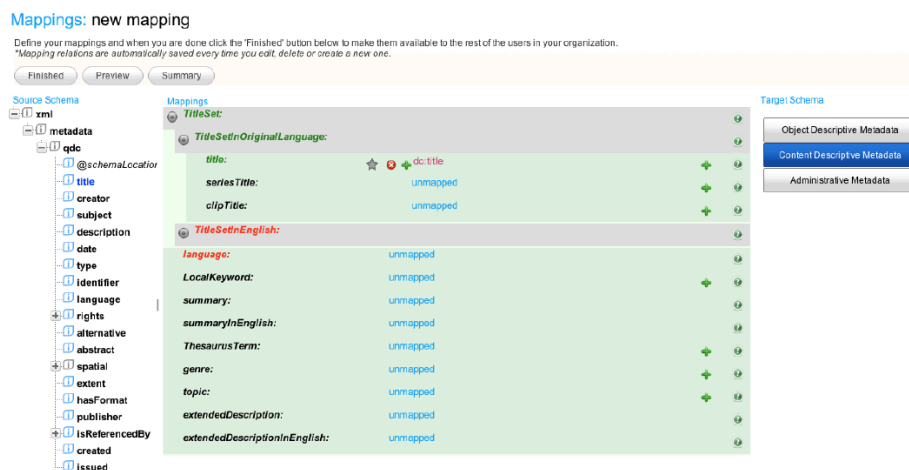 Mappings: new mapping
Define your mappings and when you are done click the 'Finished' button below to make them available to the rest of the users in your organization.
*Mapping relations are automatically saved every time you edit, delete or create a new one.
Finished
Preview
Summary
Source Schema
xml
metadata
qdc
@schemaLocation
title
creator
subject
description
date
type
identifier
language
rights
alternative
abstract
spatial
extent
hasFormat
publisher
isReferencedBy
created
issued
Mappings
TitleSet:
TitleSetInOriginalLanguage:
title: dc:title
seriesTitle: unmapped
clipTitle: unmapped
TitleSetInEnglish:
language: unmapped
LocalKeyword: unmapped
summary: unmapped
summaryInEnglish: unmapped
ThesaurusTerm: unmapped
genre: unmapped
topic: unmapped
extendedDescription: unmapped
extendedDescriptionInEnglish: unmapped
Target Schema
Object Descriptive Metadata
Content Descriptive Metadata
Administrative Metadata